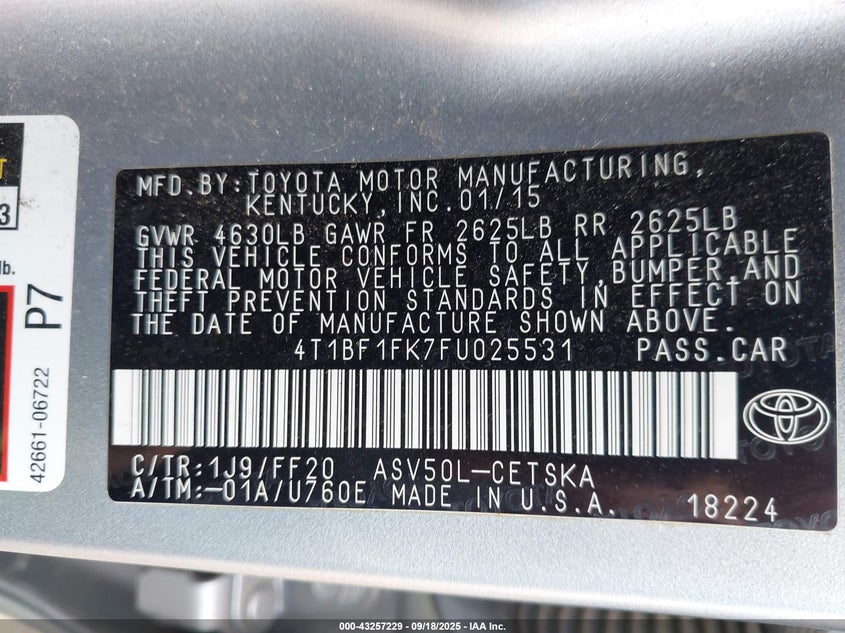 MFD. BY: TOYOTA MOTOR MANUFACTURING,
KENTUCKY, INC. 01/15
GVWR 4630LB GAWR FR 2625LB RR 2625LB
THIS VEHICLE CONFORMS TO ALL APPLICABLE
FEDERAL MOTOR VEHICLE SAFETY, BUMPER, AND
THEFT PREVENTION STANDARDS IN EFFECT ON
THE DATE OF MANUFACTURE SHOWN ABOVE.
4T1BF1FK7FU025531 PASS.CAR
C/TR: 1J9/FF20 ASV50L-CETSKA
A/TM:-01A/U760E MADE IN U.S.A. 18224
3
lb.
P7
42661-06722
000-43257229 - 09/18/2025 - IAA Inc.